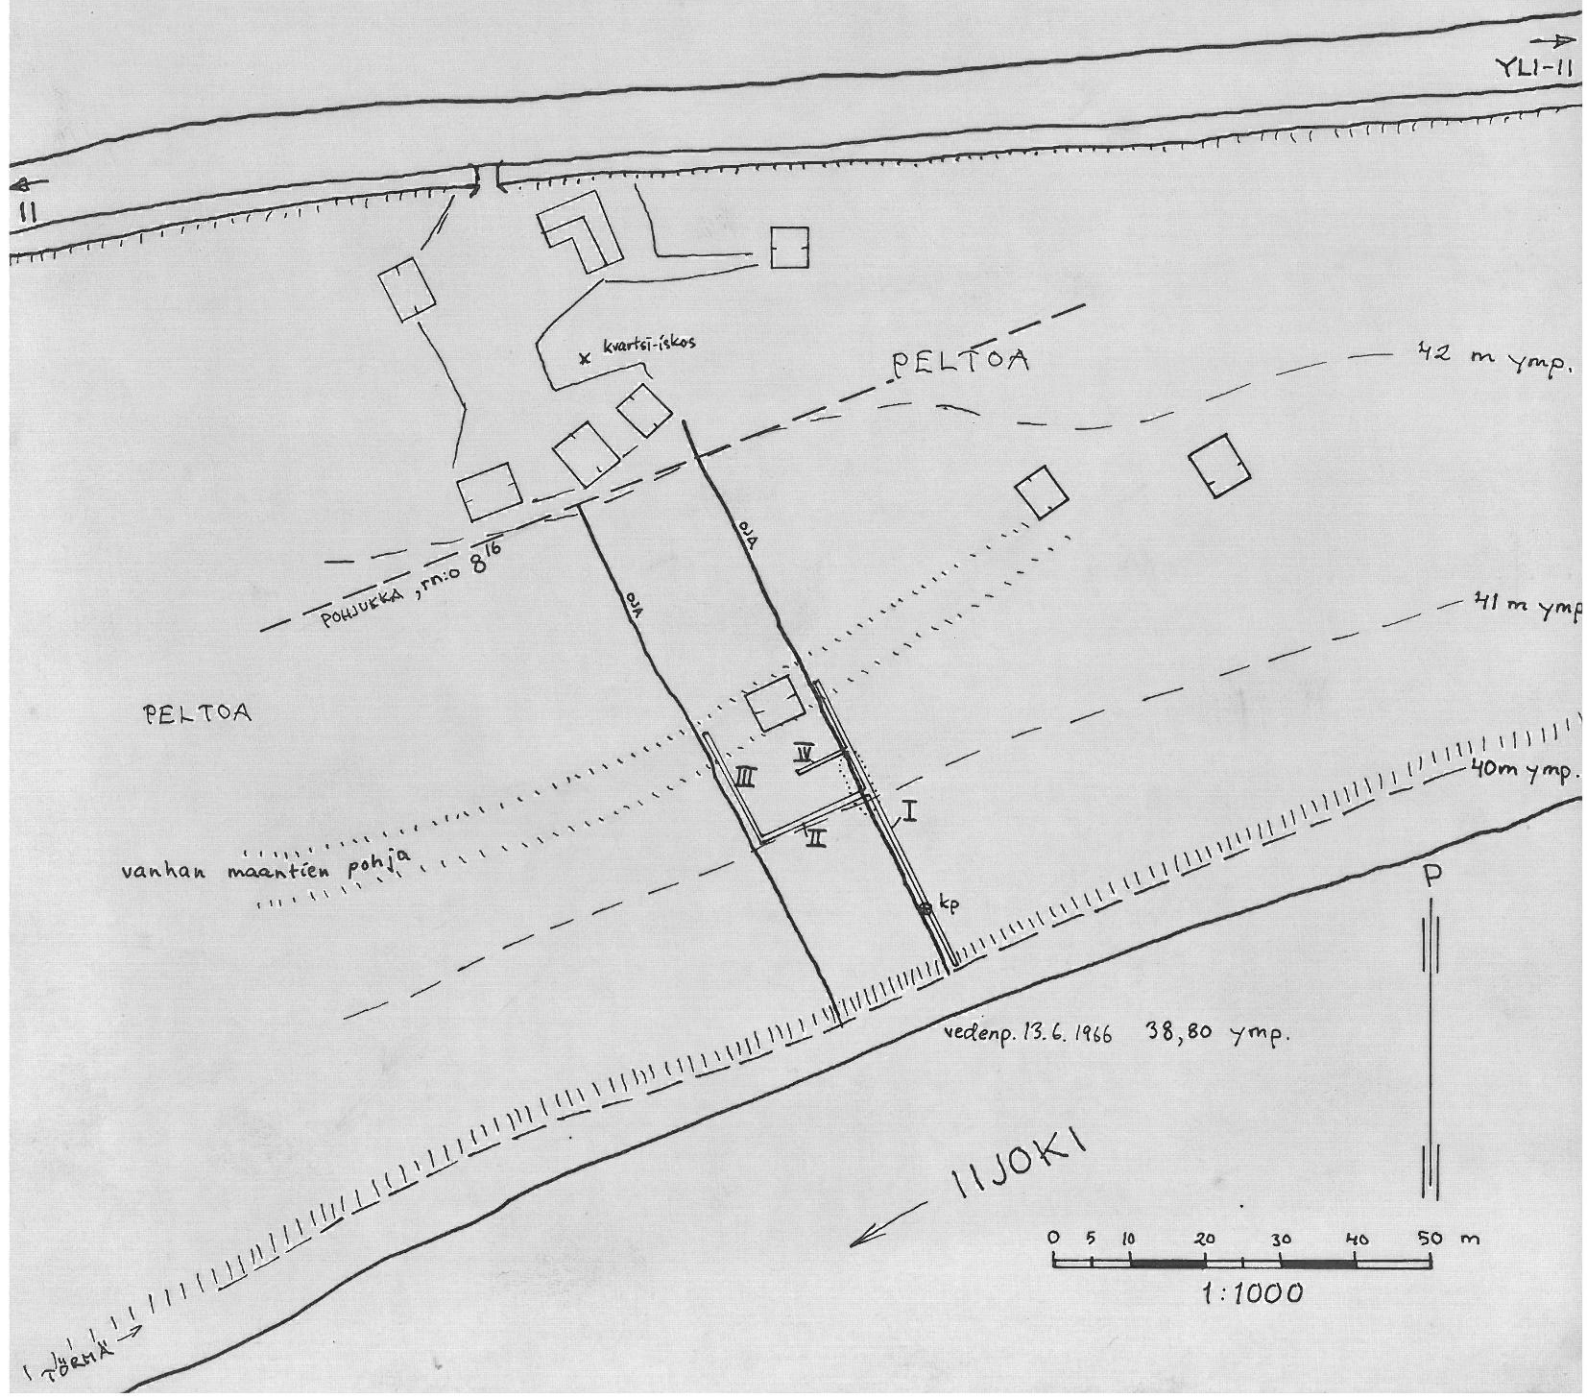 YLI-II
II
kvartsi-iskos
PELTOA
42 m ymp.
OJA
POHJUKKA, rn:o 8¹⁶
OJA
41 m ymp
PELTOA
IV
III
40m ymp.
I
II
vanhan maantien pohja
P
kp
vedenp. 13.6.1966 38,80 ymp.
IIJOKI
0 5 10 20 30 40 50 m
1:1000
TÖRMÄ